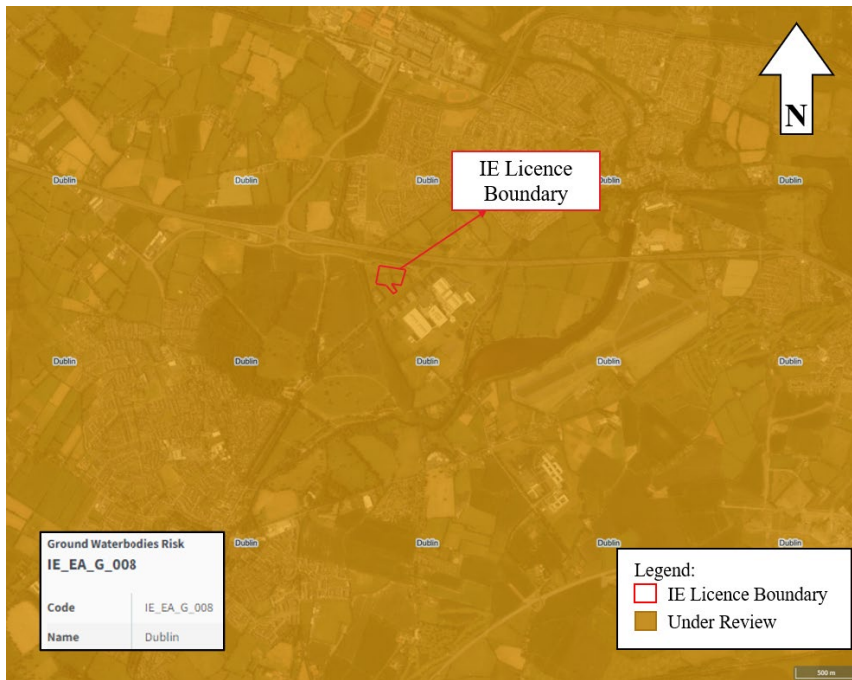 N
IE Licence
Boundary
Dublin
Dublin
Dublin
Dublin
Dublin
Dublin
Dublin
Dublin
Dublin
Dublin
Dublin
Dublin
Dublin
Dublin
Ground Waterbodies Risk
IE_EA_G_008
Code IE_EA_G_008
Name Dublin
Legend:
IE Licence Boundary
Under Review
500 m